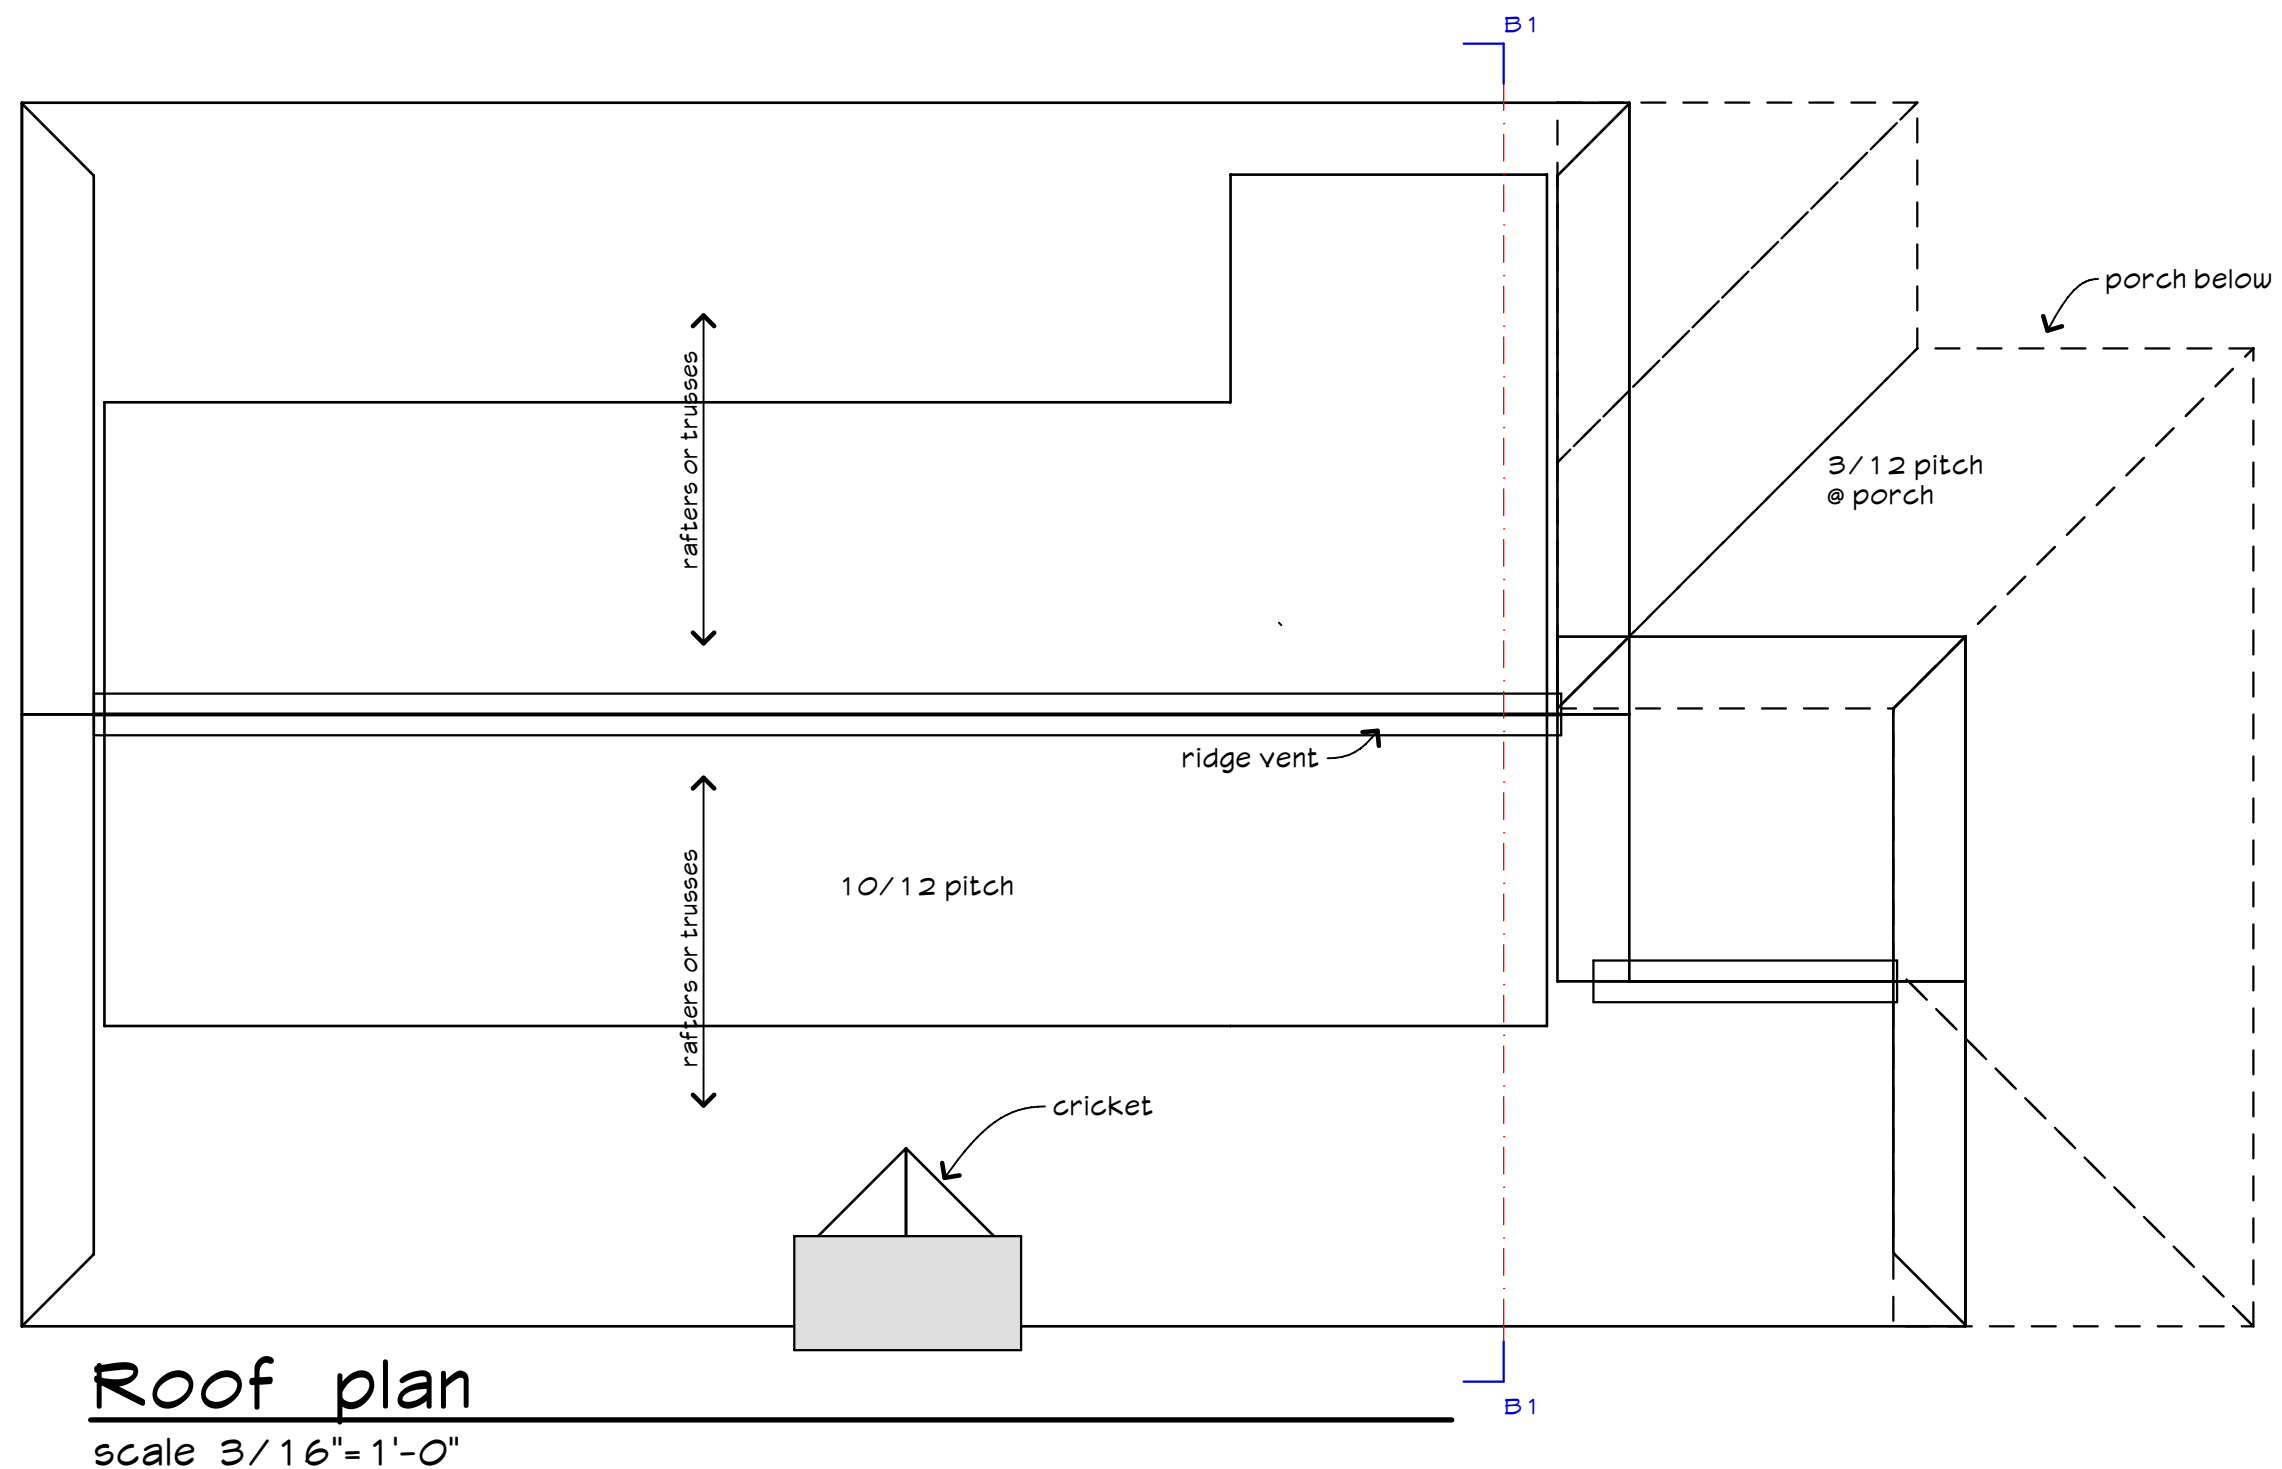 B1
porch below
rafters or trusses
3/12 pitch
@ porch
ridge vent
rafters or trusses
10/12 pitch
cricket
Roof plan
B1
scale 3/16"=1'-0"